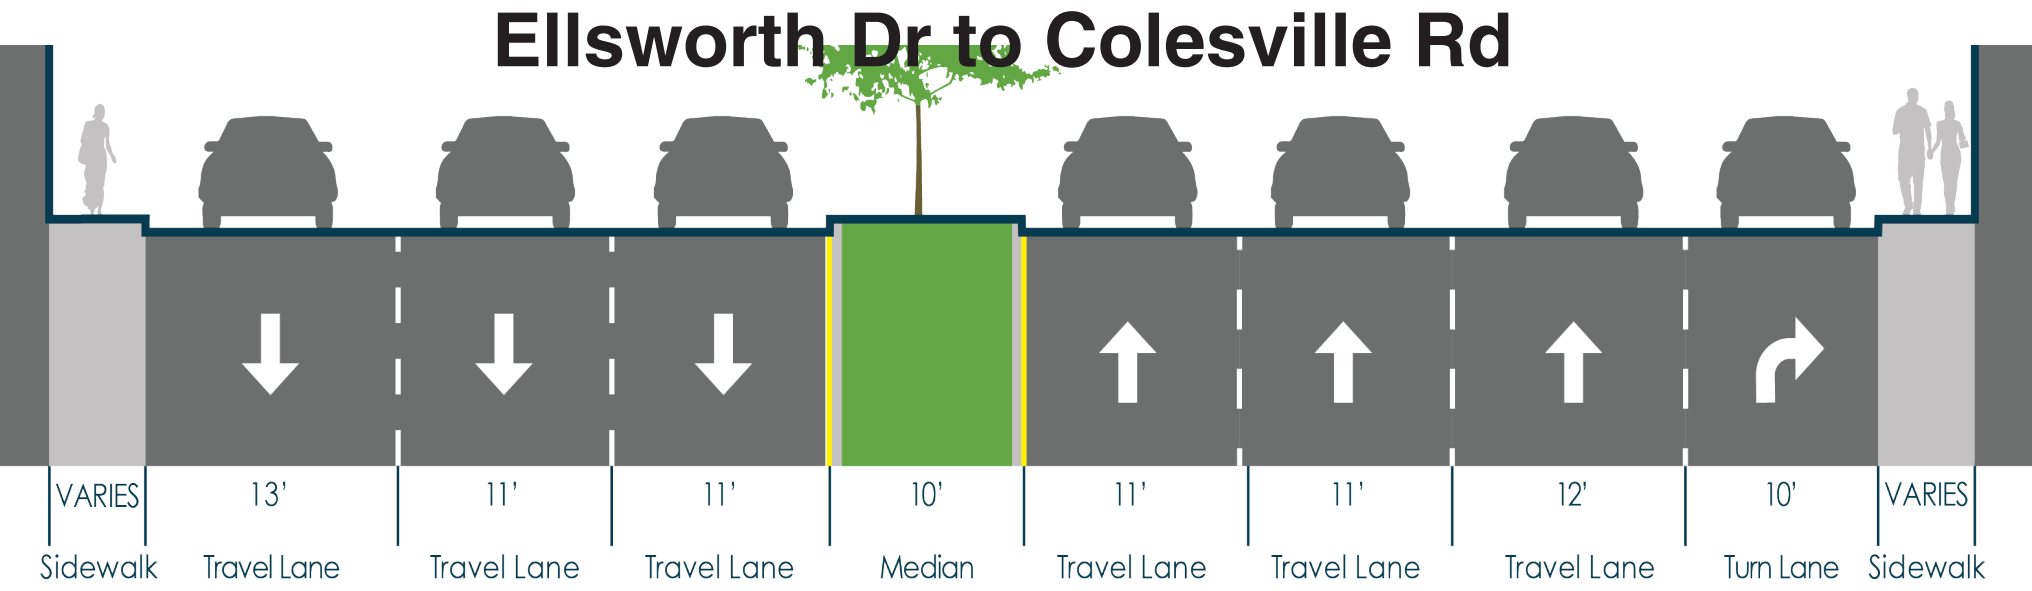 Ellsworth Dr to Colesville Rd
VARIES 13’ 11’ 11’ 10’ 11’ 11’ 12’ 10’ VARIES
Sidewalk Travel Lane Travel Lane Travel Lane Median Travel Lane Travel Lane Travel Lane Turn Lane Sidewalk